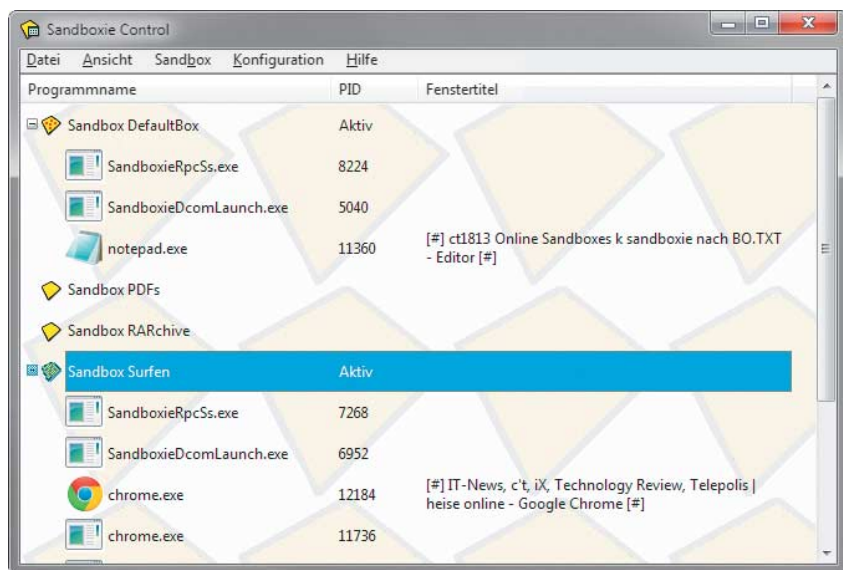 Sandboxie Control
Datei Ansicht Sandbox Konfiguration Hilfe
Programmname PID Fenstertitel
Sandbox DefaultBox Aktiv
SandboxieRpcSs.exe 8224
SandboxieDcomLaunch.exe 5040
notepad.exe 11360 [#] ct1813 Online Sandboxes k sandboxie nach BO.TXT
- Editor [#]
Sandbox PDFs
Sandbox RARchive
Sandbox Surfen Aktiv
SandboxieRpcSs.exe 7268
SandboxieDcomLaunch.exe 6952
chrome.exe 12184 [#] IT-News, c't, iX, Technology Review, Telepolis |
heise online - Google Chrome [#]
chrome.exe 11736